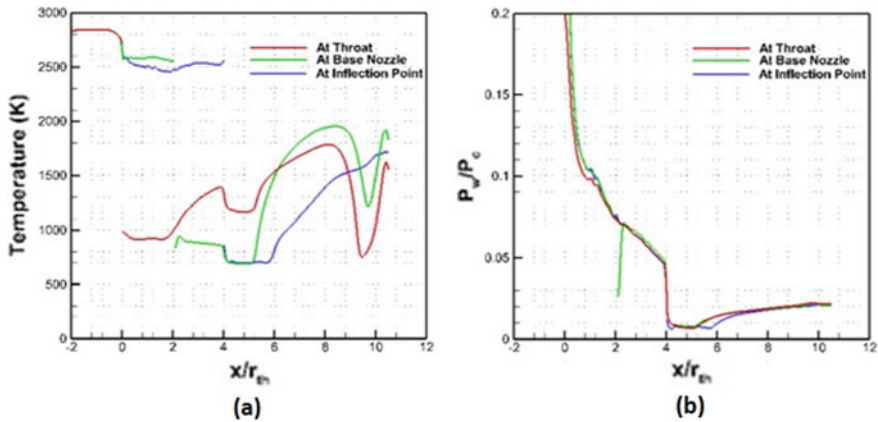 3000
2500
2000
1500
1000
500
0
Temperature (K)
At Throat
At Base Nozzle
At Inflection Point
-2 0 2 4 6 8 10 12
x/r_th
(a)
0.2
0.15
0.1
0.05
0
P_w/P_c
At Throat
At Base Nozzle
At Inflection Point
-2 0 2 4 6 8 10 12
x/r_th
(b)